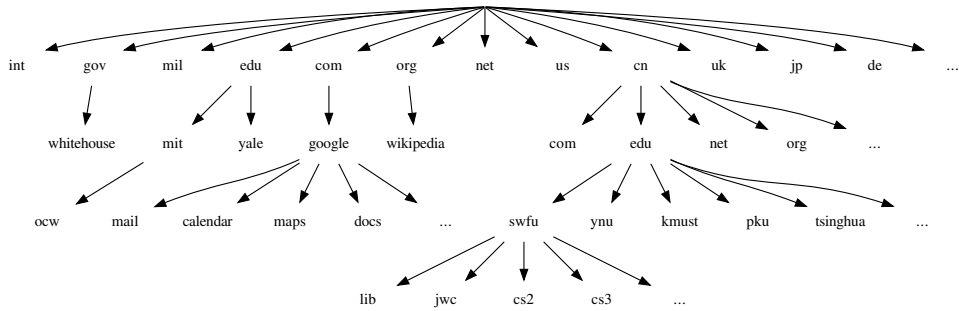 int gov mil edu com org net us cn uk jp de ...
whitehouse mit yale google wikipedia com edu net org ...
ocw mail calendar maps docs ... swfu ynu kmust pku tsinghua ...
lib jwc cs2 cs3 ...